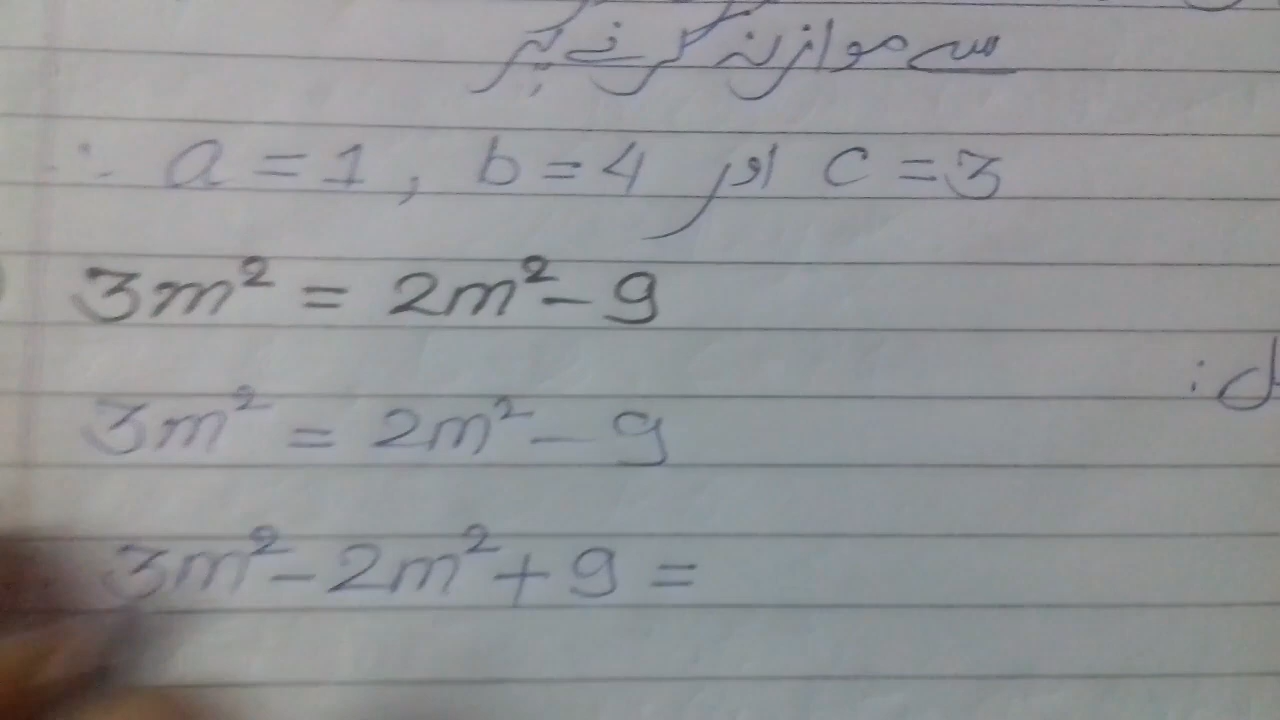 سے موازنہ کرنے پر
∴ a = 1 , b = 4 اور c = 3
3m² = 2m² - 9
3m² = 2m² - 9
3m² - 2m² + 9 =